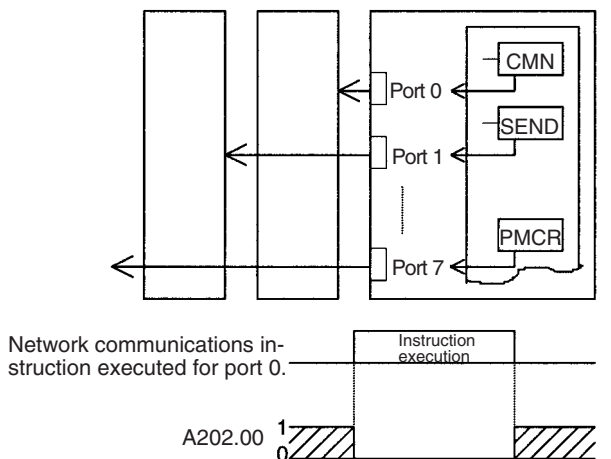 CMN
Port 0
SEND
Port 1
PMCR
Port 7
Network communications in-
struction executed for port 0.
Instruction
execution
A202.00
1
0